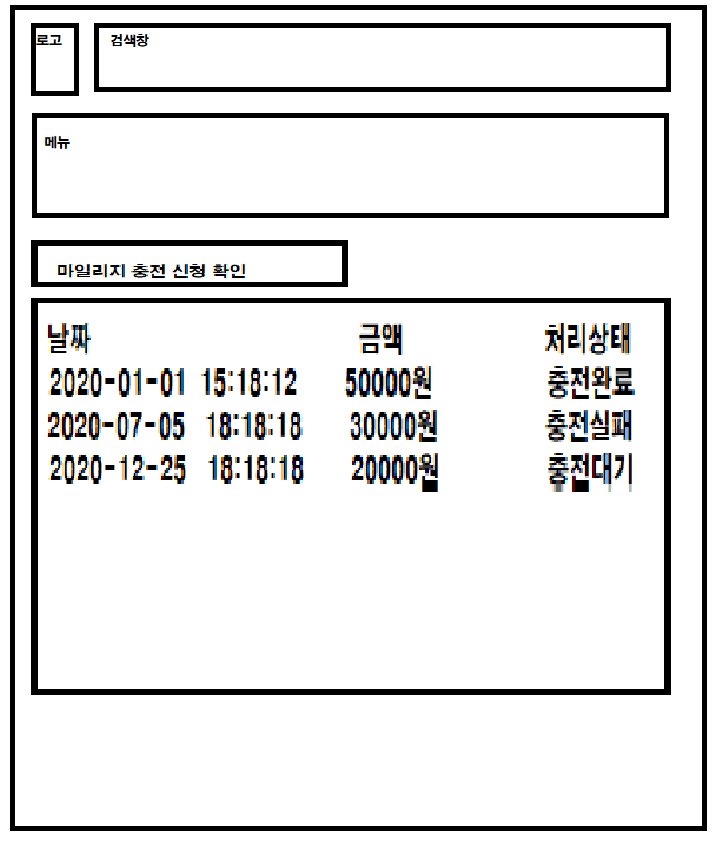 로고 검색창
메뉴
마일리지 충전 신청 확인
날짜 금액 처리상태
2020-01-01 15:18:12 50000원 충전완료
2020-07-05 18:18:18 30000원 충전실패
2020-12-25 18:18:18 20000원 충전대기